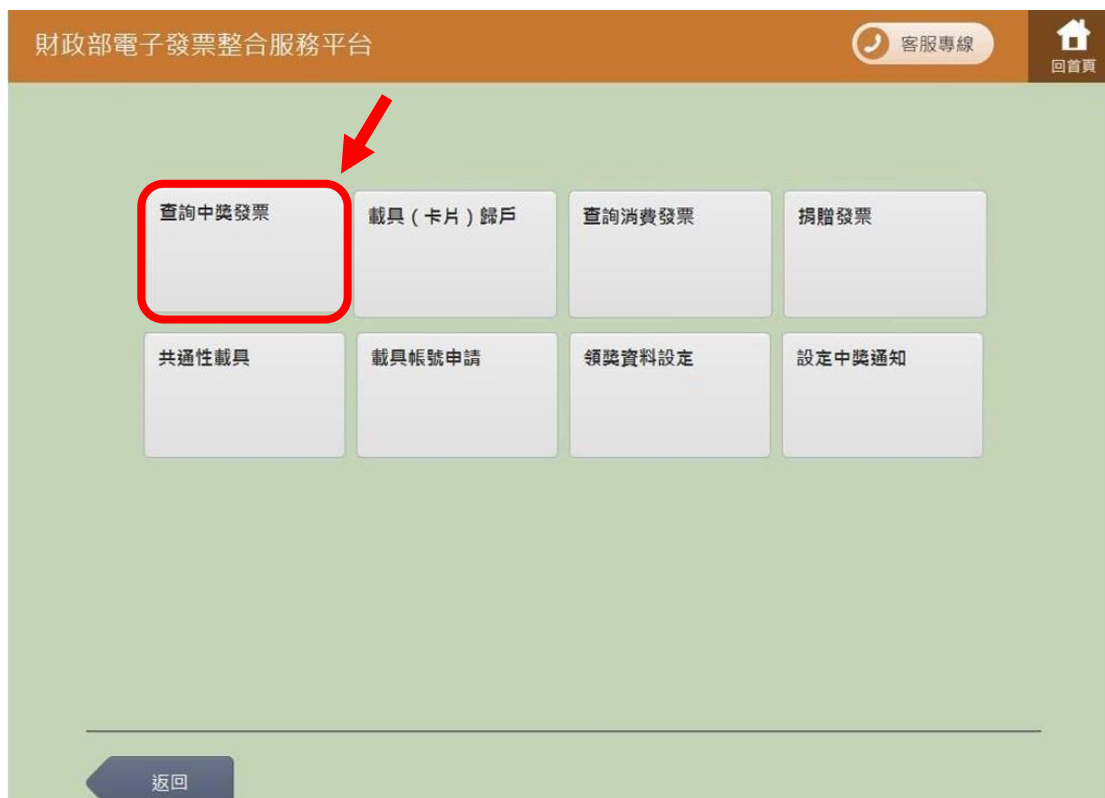 財政部電子發票整合服務平台
客服專線
回首頁
查詢中獎發票
載具（卡片）歸戶
查詢消費發票
捐贈發票
共通性載具
載具帳號申請
領獎資料設定
設定中獎通知
返回